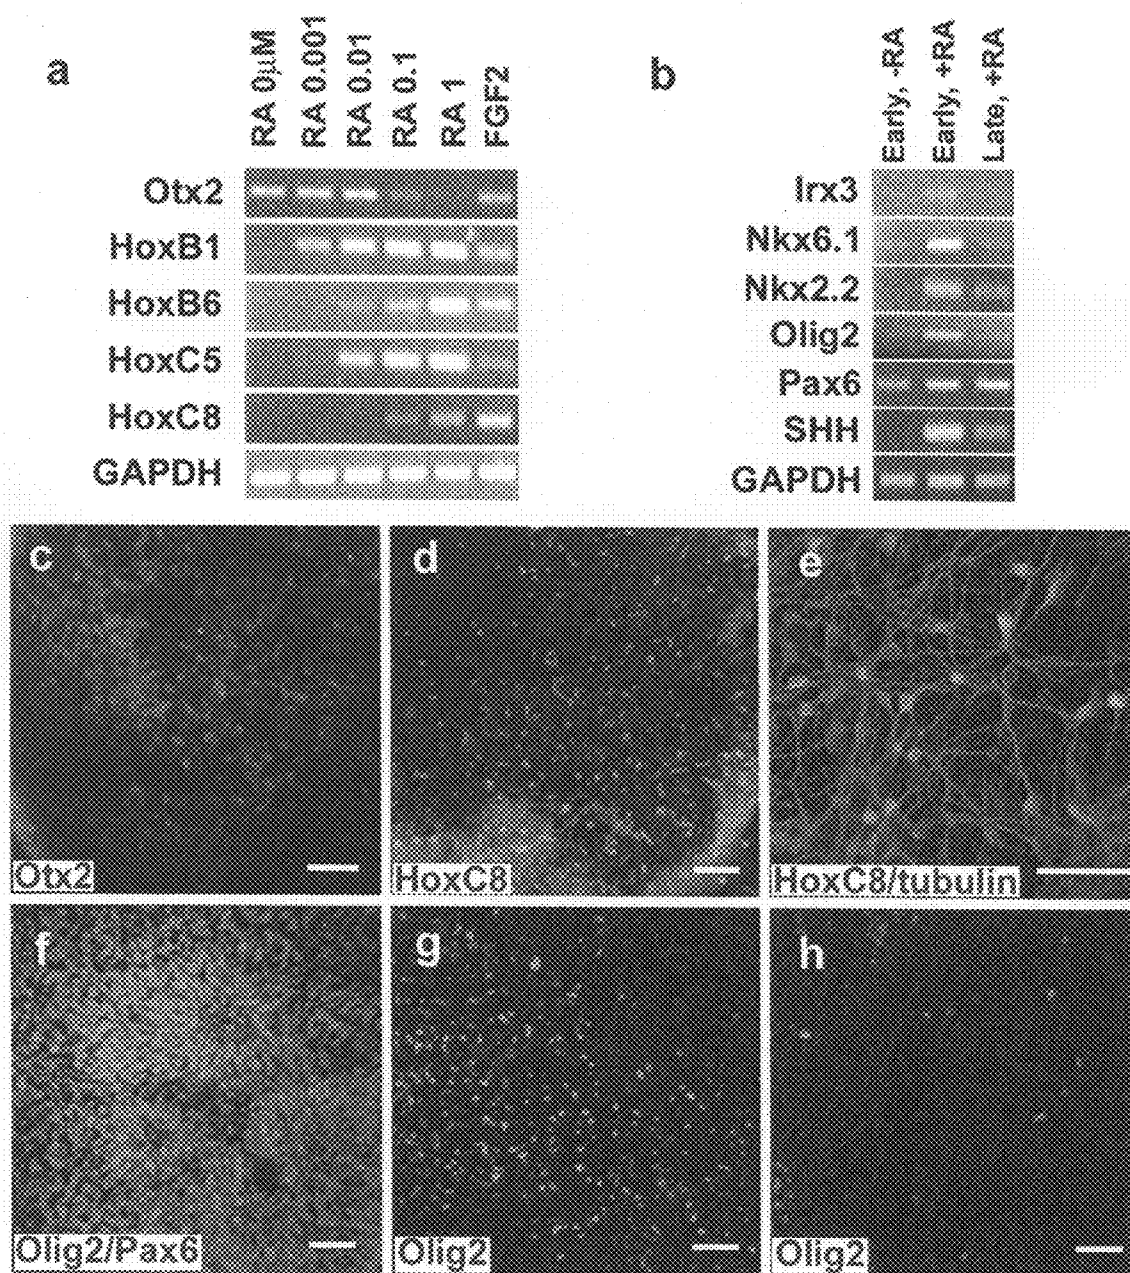 a
RA 0µM
RA 0.001
RA 0.01
RA 0.1
RA 1
FGF2
Otx2
HoxB1
HoxB6
HoxC5
HoxC8
GAPDH
b
Early, -RA
Early, +RA
Late, +RA
Irx3
Nkx6.1
Nkx2.2
Olig2
Pax6
SHH
GAPDH
c
Otx2
d
HoxC8
e
HoxC8/tubulin
f
Olig2/Pax6
g
Olig2
h
Olig2